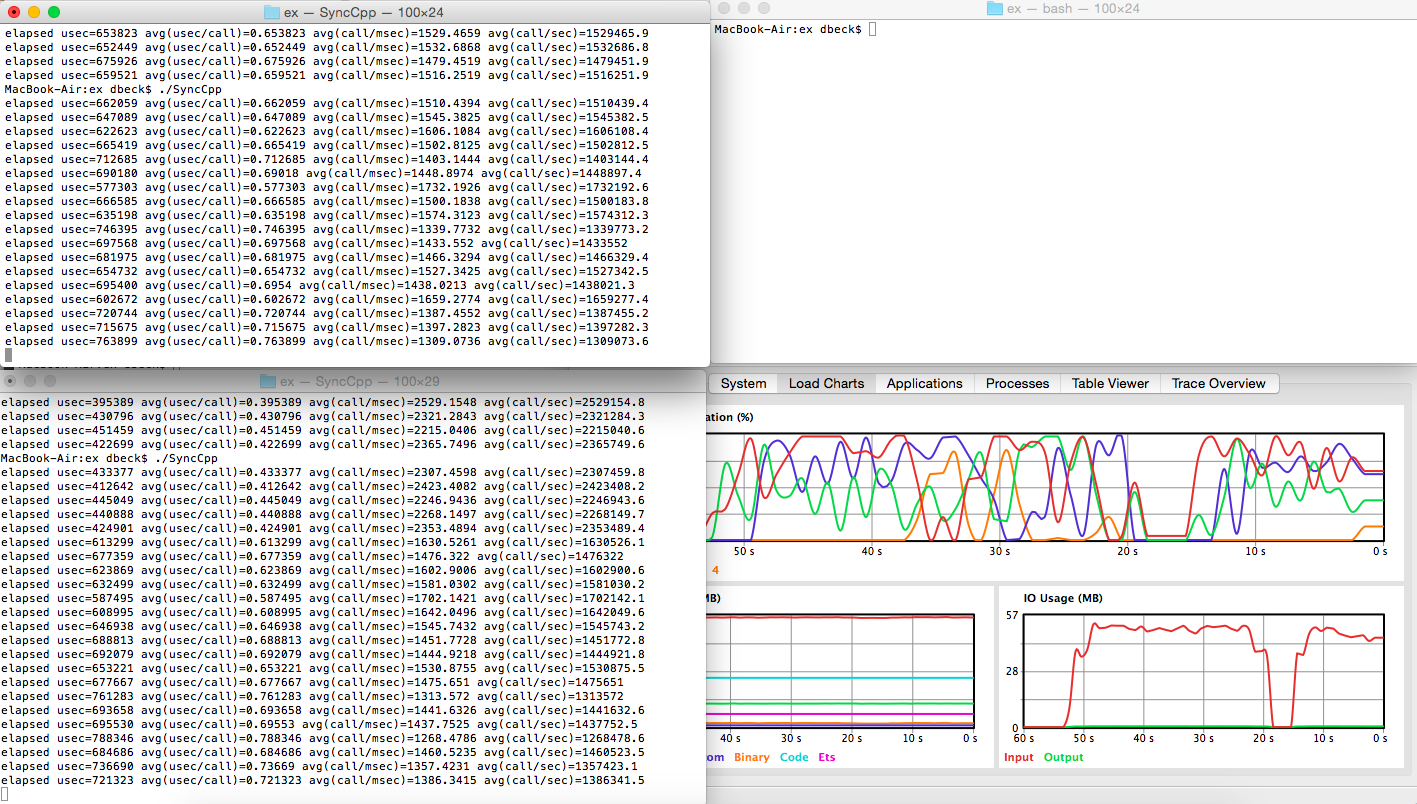 ex — SyncCpp — 100×24
elapsed usec=653823 avg(usec/call)=0.653823 avg(call/msec)=1529.4659 avg(call/sec)=1529465.9
elapsed usec=652449 avg(usec/call)=0.652449 avg(call/msec)=1532.6868 avg(call/sec)=1532686.8
elapsed usec=675926 avg(usec/call)=0.675926 avg(call/msec)=1479.4519 avg(call/sec)=1479451.9
elapsed usec=659521 avg(usec/call)=0.659521 avg(call/msec)=1516.2519 avg(call/sec)=1516251.9
MacBook-Air:ex dbeck$ ./SyncCpp
elapsed usec=662059 avg(usec/call)=0.662059 avg(call/msec)=1510.4394 avg(call/sec)=1510439.4
elapsed usec=647089 avg(usec/call)=0.647089 avg(call/msec)=1545.3825 avg(call/sec)=1545382.5
elapsed usec=622623 avg(usec/call)=0.622623 avg(call/msec)=1606.1084 avg(call/sec)=1606108.4
elapsed usec=665419 avg(usec/call)=0.665419 avg(call/msec)=1502.8125 avg(call/sec)=1502812.5
elapsed usec=712685 avg(usec/call)=0.712685 avg(call/msec)=1403.1444 avg(call/sec)=1403144.4
elapsed usec=690180 avg(usec/call)=0.69018 avg(call/msec)=1448.8974 avg(call/sec)=1448897.4
elapsed usec=577303 avg(usec/call)=0.577303 avg(call/msec)=1732.1926 avg(call/sec)=1732192.6
elapsed usec=666585 avg(usec/call)=0.666585 avg(call/msec)=1500.1838 avg(call/sec)=1500183.8
elapsed usec=635198 avg(usec/call)=0.635198 avg(call/msec)=1574.3123 avg(call/sec)=1574312.3
elapsed usec=746395 avg(usec/call)=0.746395 avg(call/msec)=1339.7732 avg(call/sec)=1339773.2
elapsed usec=697568 avg(usec/call)=0.697568 avg(call/msec)=1433.552 avg(call/sec)=1433552
elapsed usec=681975 avg(usec/call)=0.681975 avg(call/msec)=1466.3294 avg(call/sec)=1466329.4
elapsed usec=654732 avg(usec/call)=0.654732 avg(call/msec)=1527.3425 avg(call/sec)=1527342.5
elapsed usec=695400 avg(usec/call)=0.6954 avg(call/msec)=1438.0213 avg(call/sec)=1438021.3
elapsed usec=602672 avg(usec/call)=0.602672 avg(call/msec)=1659.2774 avg(call/sec)=1659277.4
elapsed usec=720744 avg(usec/call)=0.720744 avg(call/msec)=1387.4552 avg(call/sec)=1387455.2
elapsed usec=715675 avg(usec/call)=0.715675 avg(call/msec)=1397.2823 avg(call/sec)=1397282.3
elapsed usec=763899 avg(usec/call)=0.763899 avg(call/msec)=1309.0736 avg(call/sec)=1309073.6
ex — bash — 100×24
MacBook-Air:ex dbeck$
ex — SyncCpp — 100×29
elapsed usec=395389 avg(usec/call)=0.395389 avg(call/msec)=2529.1548 avg(call/sec)=2529154.8
elapsed usec=430796 avg(usec/call)=0.430796 avg(call/msec)=2321.2843 avg(call/sec)=2321284.3
elapsed usec=451459 avg(usec/call)=0.451459 avg(call/msec)=2215.0406 avg(call/sec)=2215040.6
elapsed usec=422699 avg(usec/call)=0.422699 avg(call/msec)=2365.7496 avg(call/sec)=2365749.6
MacBook-Air:ex dbeck$ ./SyncCpp
elapsed usec=433377 avg(usec/call)=0.433377 avg(call/msec)=2307.4598 avg(call/sec)=2307459.8
elapsed usec=412642 avg(usec/call)=0.412642 avg(call/msec)=2423.4082 avg(call/sec)=2423408.2
elapsed usec=445049 avg(usec/call)=0.445049 avg(call/msec)=2246.9436 avg(call/sec)=2246943.6
elapsed usec=440888 avg(usec/call)=0.440888 avg(call/msec)=2268.1497 avg(call/sec)=2268149.7
elapsed usec=424901 avg(usec/call)=0.424901 avg(call/msec)=2353.4894 avg(call/sec)=2353489.4
elapsed usec=613299 avg(usec/call)=0.613299 avg(call/msec)=1630.5261 avg(call/sec)=1630526.1
elapsed usec=677359 avg(usec/call)=0.677359 avg(call/msec)=1476.322 avg(call/sec)=1476322
elapsed usec=623869 avg(usec/call)=0.623869 avg(call/msec)=1602.9006 avg(call/sec)=1602900.6
elapsed usec=632499 avg(usec/call)=0.632499 avg(call/msec)=1581.0302 avg(call/sec)=1581030.2
elapsed usec=587495 avg(usec/call)=0.587495 avg(call/msec)=1702.1421 avg(call/sec)=1702142.1
elapsed usec=608995 avg(usec/call)=0.608995 avg(call/msec)=1642.0496 avg(call/sec)=1642049.6
elapsed usec=646938 avg(usec/call)=0.646938 avg(call/msec)=1545.7432 avg(call/sec)=1545743.2
elapsed usec=688813 avg(usec/call)=0.688813 avg(call/msec)=1451.7728 avg(call/sec)=1451772.8
elapsed usec=692079 avg(usec/call)=0.692079 avg(call/msec)=1444.9218 avg(call/sec)=1444921.8
elapsed usec=653221 avg(usec/call)=0.653221 avg(call/msec)=1530.8755 avg(call/sec)=1530875.5
elapsed usec=677667 avg(usec/call)=0.677667 avg(call/msec)=1475.651 avg(call/sec)=1475651
elapsed usec=761283 avg(usec/call)=0.761283 avg(call/msec)=1313.572 avg(call/sec)=1313572
elapsed usec=693658 avg(usec/call)=0.693658 avg(call/msec)=1441.6326 avg(call/sec)=1441632.6
elapsed usec=695530 avg(usec/call)=0.69553 avg(call/msec)=1437.7525 avg(call/sec)=1437752.5
elapsed usec=788346 avg(usec/call)=0.788346 avg(call/msec)=1268.4786 avg(call/sec)=1268478.6
elapsed usec=684686 avg(usec/call)=0.684686 avg(call/msec)=1460.5235 avg(call/sec)=1460523.5
elapsed usec=736690 avg(usec/call)=0.73669 avg(call/msec)=1357.4231 avg(call/sec)=1357423.1
elapsed usec=721323 avg(usec/call)=0.721323 avg(call/msec)=1386.3415 avg(call/sec)=1386341.5
System Load Charts Applications Processes Table Viewer Trace Overview
ation (%)
50 s 40 s 30 s 20 s 10 s 0 s
4
MB)
40 s 30 s 20 s 10 s 0 s
om Binary Code Ets
IO Usage (MB)
57
28
0
60 s 50 s 40 s 30 s 20 s 10 s 0 s
Input Output